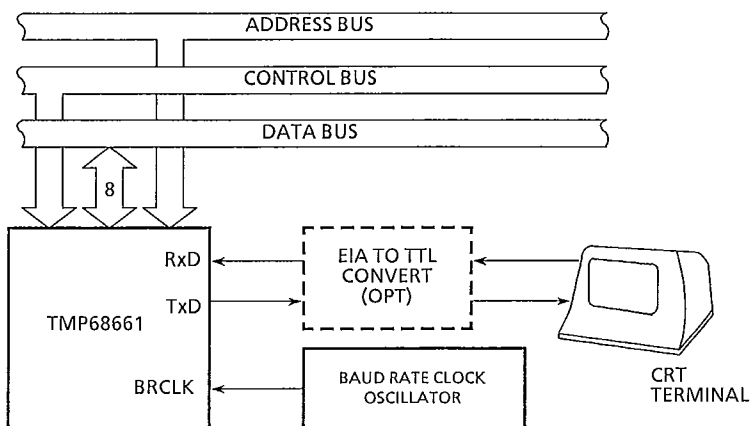 ADDRESS BUS
CONTROL BUS
DATA BUS
8
RxD
TxD
TMP68661
BRCLK
EIA TO TTL
CONVERT
(OPT)
BAUD RATE CLOCK
OSCILLATOR
CRT
TERMINAL